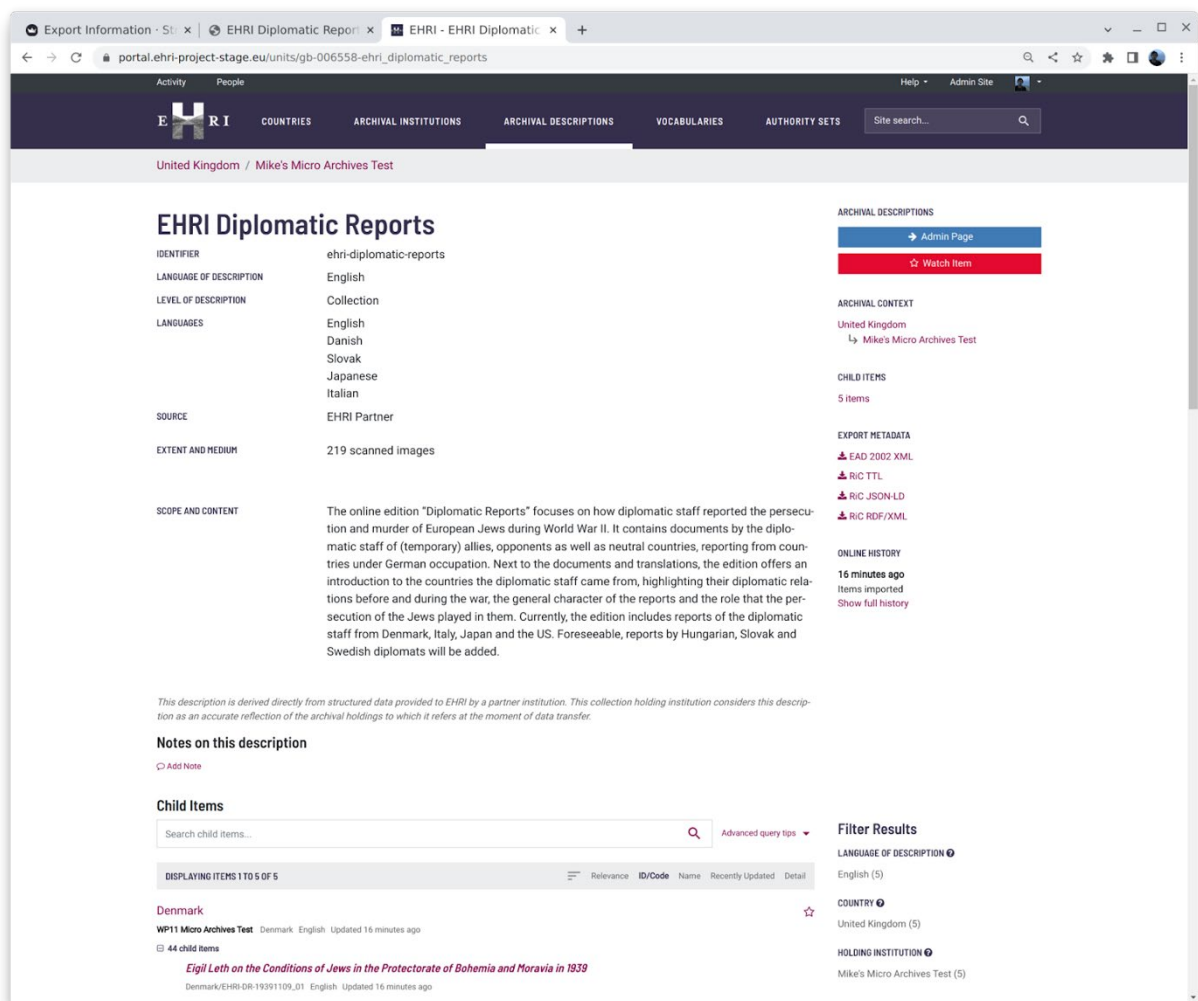 Export Information · St
EHRI Diplomatic Report
EHRI - EHRI Diplomatic
portal.ehri-project-stage.eu/units/gb-006558-ehri_diplomatic_reports
Activity People Help Admin Site
E H RI COUNTRIES ARCHIVAL INSTITUTIONS ARCHIVAL DESCRIPTIONS VOCABULARIES AUTHORITY SETS Site search...
United Kingdom / Mike's Micro Archives Test
EHRI Diplomatic Reports
IDENTIFIER ehri-diplomatic-reports
LANGUAGE OF DESCRIPTION English
LEVEL OF DESCRIPTION Collection
LANGUAGES English
Danish
Slovak
Japanese
Italian
SOURCE EHRI Partner
EXTENT AND MEDIUM 219 scanned images
SCOPE AND CONTENT The online edition "Diplomatic Reports" focuses on how diplomatic staff reported the persecu-
tion and murder of European Jews during World War II. It contains documents by the diplo-
matic staff of (temporary) allies, opponents as well as neutral countries, reporting from coun-
tries under German occupation. Next to the documents and translations, the edition offers an
introduction to the countries the diplomatic staff came from, highlighting their diplomatic rela-
tions before and during the war, the general character of the reports and the role that the per-
secution of the Jews played in them. Currently, the edition includes reports of the diplomatic
staff from Denmark, Italy, Japan and the US. Foreseeable, reports by Hungarian, Slovak and
Swedish diplomats will be added.
This description is derived directly from structured data provided to EHRI by a partner institution. This collection holding institution considers this descrip-
tion as an accurate reflection of the archival holdings to which it refers at the moment of data transfer.
Notes on this description
Add Note
Child Items
Search child items...
Advanced query tips
DISPLAYING ITEMS 1 TO 5 OF 5 Relevance ID/Code Name Recently Updated Detail
Denmark
WP11 Micro Archives Test Denmark English Updated 16 minutes ago
44 child items
Eigil Leth on the Conditions of Jews in the Protectorate of Bohemia and Moravia in 1939
Denmark/EHRI-DR-19391109_01 English Updated 16 minutes ago
ARCHIVAL DESCRIPTIONS
Admin Page
Watch Item
ARCHIVAL CONTEXT
United Kingdom
Mike's Micro Archives Test
CHILD ITEMS
5 items
EXPORT METADATA
EAD 2002 XML
RiC TTL
RiC JSON-LD
RiC RDF/XML
ONLINE HISTORY
16 minutes ago
Items imported
Show full history
Filter Results
LANGUAGE OF DESCRIPTION
English (5)
COUNTRY
United Kingdom (5)
HOLDING INSTITUTION
Mike's Micro Archives Test (5)